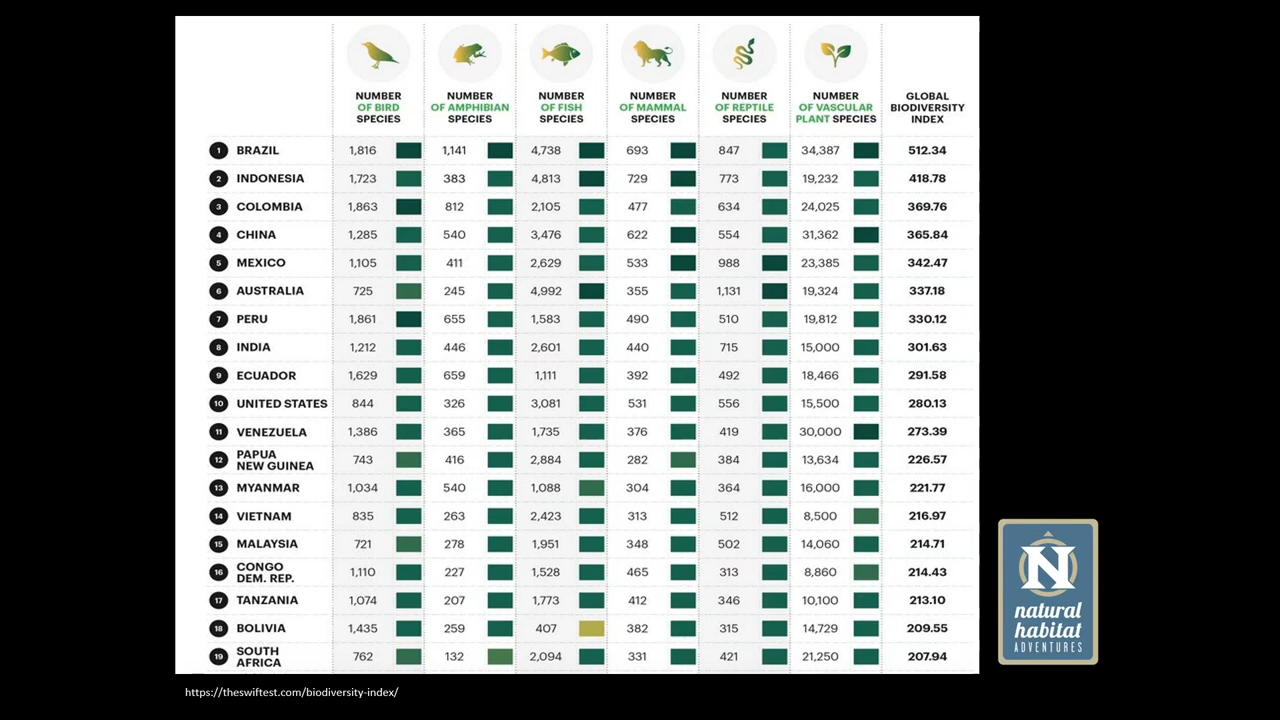 NUMBER OF BIRD SPECIES NUMBER OF AMPHIBIAN SPECIES NUMBER OF FISH SPECIES NUMBER OF MAMMAL SPECIES NUMBER OF REPTILE SPECIES NUMBER OF VASCULAR PLANT SPECIES GLOBAL BIODIVERSITY INDEX
1 BRAZIL 1,816 1,141 4,738 693 847 34,387 512.34
2 INDONESIA 1,723 383 4,813 729 773 19,232 418.78
3 COLOMBIA 1,863 812 2,105 477 634 24,025 369.76
4 CHINA 1,285 540 3,476 622 554 31,362 365.84
5 MEXICO 1,105 411 2,629 533 988 23,385 342.47
6 AUSTRALIA 725 245 4,992 355 1,131 19,324 337.18
7 PERU 1,861 655 1,583 490 510 19,812 330.12
8 INDIA 1,212 446 2,601 440 715 15,000 301.63
9 ECUADOR 1,629 659 1,111 392 492 18,466 291.58
10 UNITED STATES 844 326 3,081 531 556 15,500 280.13
11 VENEZUELA 1,386 365 1,735 376 419 30,000 273.39
12 PAPUA NEW GUINEA 743 416 2,884 282 384 13,634 226.57
13 MYANMAR 1,034 540 1,088 304 364 16,000 221.77
14 VIETNAM 835 263 2,423 313 512 8,500 216.97
15 MALAYSIA 721 278 1,951 348 502 14,060 214.71
16 CONGO DEM. REP. 1,110 227 1,528 465 313 8,860 214.43
17 TANZANIA 1,074 207 1,773 412 346 10,100 213.10
18 BOLIVIA 1,435 259 407 382 315 14,729 209.55
19 SOUTH AFRICA 762 132 2,094 331 421 21,250 207.94
N
natural
habitat
ADVENTURES
https://theswiftest.com/biodiversity-index/